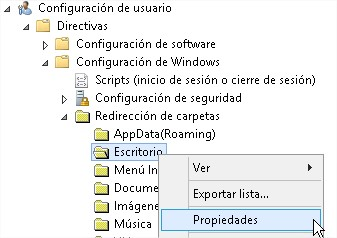 Configuración de usuario
Directivas
Configuración de software
Configuración de Windows
Scripts (inicio de sesión o cierre de sesión)
Configuración de seguridad
Redirección de carpetas
AppData(Roaming)
Escritorio
Menú In
Ver
Docume
Exportar lista...
Imágene
Propiedades
Música